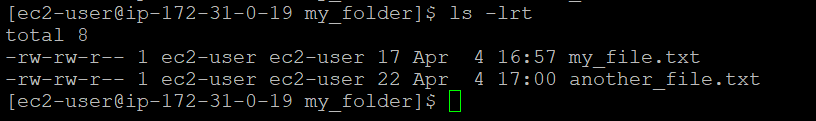 [ec2-user@ip-172-31-0-19 my_folder]$ ls -lrt
total 8
-rw-rw-r-- 1 ec2-user ec2-user 17 Apr  4 16:57 my_file.txt
-rw-rw-r-- 1 ec2-user ec2-user 22 Apr  4 17:00 another_file.txt
[ec2-user@ip-172-31-0-19 my_folder]$